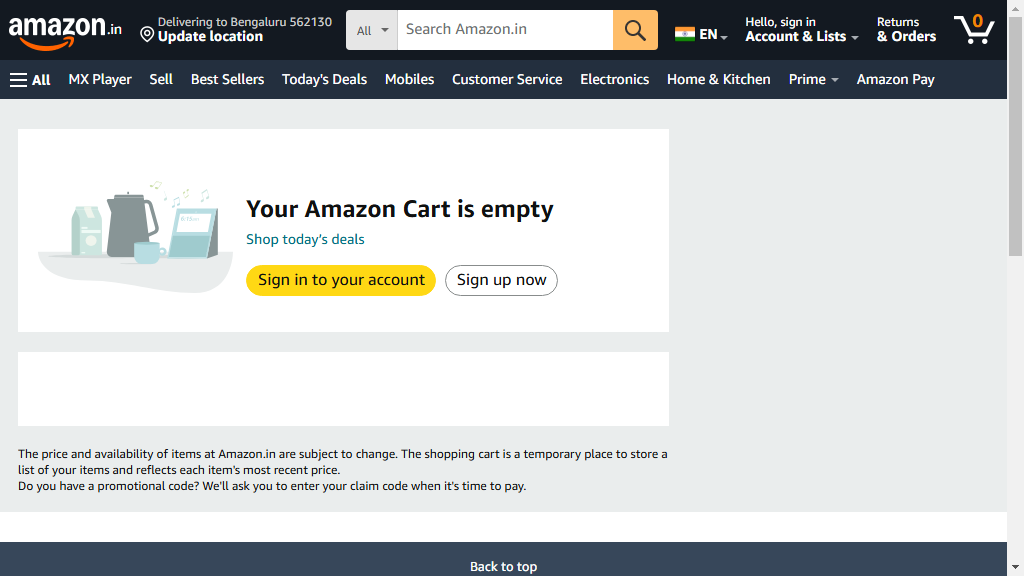 amazon.in
Delivering to Bengaluru 562130
Update location
All
Search Amazon.in
EN
Hello, sign in
Account & Lists
Returns
& Orders
0
All
MX Player
Sell
Best Sellers
Today's Deals
Mobiles
Customer Service
Electronics
Home & Kitchen
Prime
Amazon Pay
Your Amazon Cart is empty
Shop today's deals
Sign in to your account
Sign up now
The price and availability of items at Amazon.in are subject to change. The shopping cart is a temporary place to store a
list of your items and reflects each item's most recent price.
Do you have a promotional code? We'll ask you to enter your claim code when it's time to pay.
Back to top